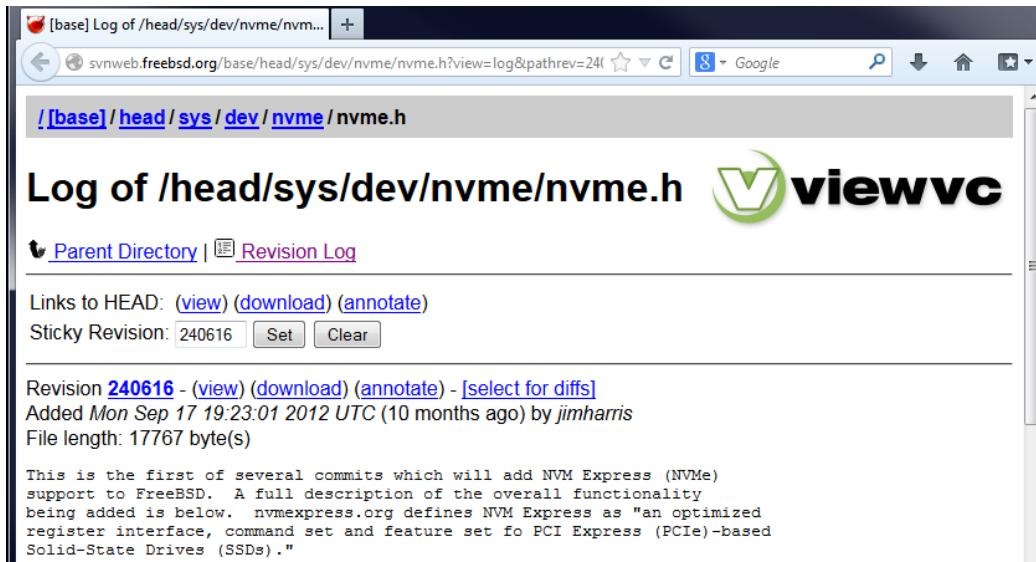 [base] Log of /head/sys/dev/nvme/nvm...
svnweb.freebsd.org/base/head/sys/dev/nvme/nvme.h?view=log&pathrev=24(
8 Google
/ [base] / head / sys / dev / nvme / nvme.h
Log of /head/sys/dev/nvme/nvme.h
viewvc
Parent Directory | Revision Log
Links to HEAD: (view) (download) (annotate)
Sticky Revision: 240616 Set Clear
Revision 240616 - (view) (download) (annotate) - [select for diffs]
Added Mon Sep 17 19:23:01 2012 UTC (10 months ago) by jimharris
File length: 17767 byte(s)
This is the first of several commits which will add NVM Express (NVMe)
support to FreeBSD.  A full description of the overall functionality
being added is below.  nvmexpress.org defines NVM Express as "an optimized
register interface, command set and feature set fo PCI Express (PCIe)-based
Solid-State Drives (SSDs)."